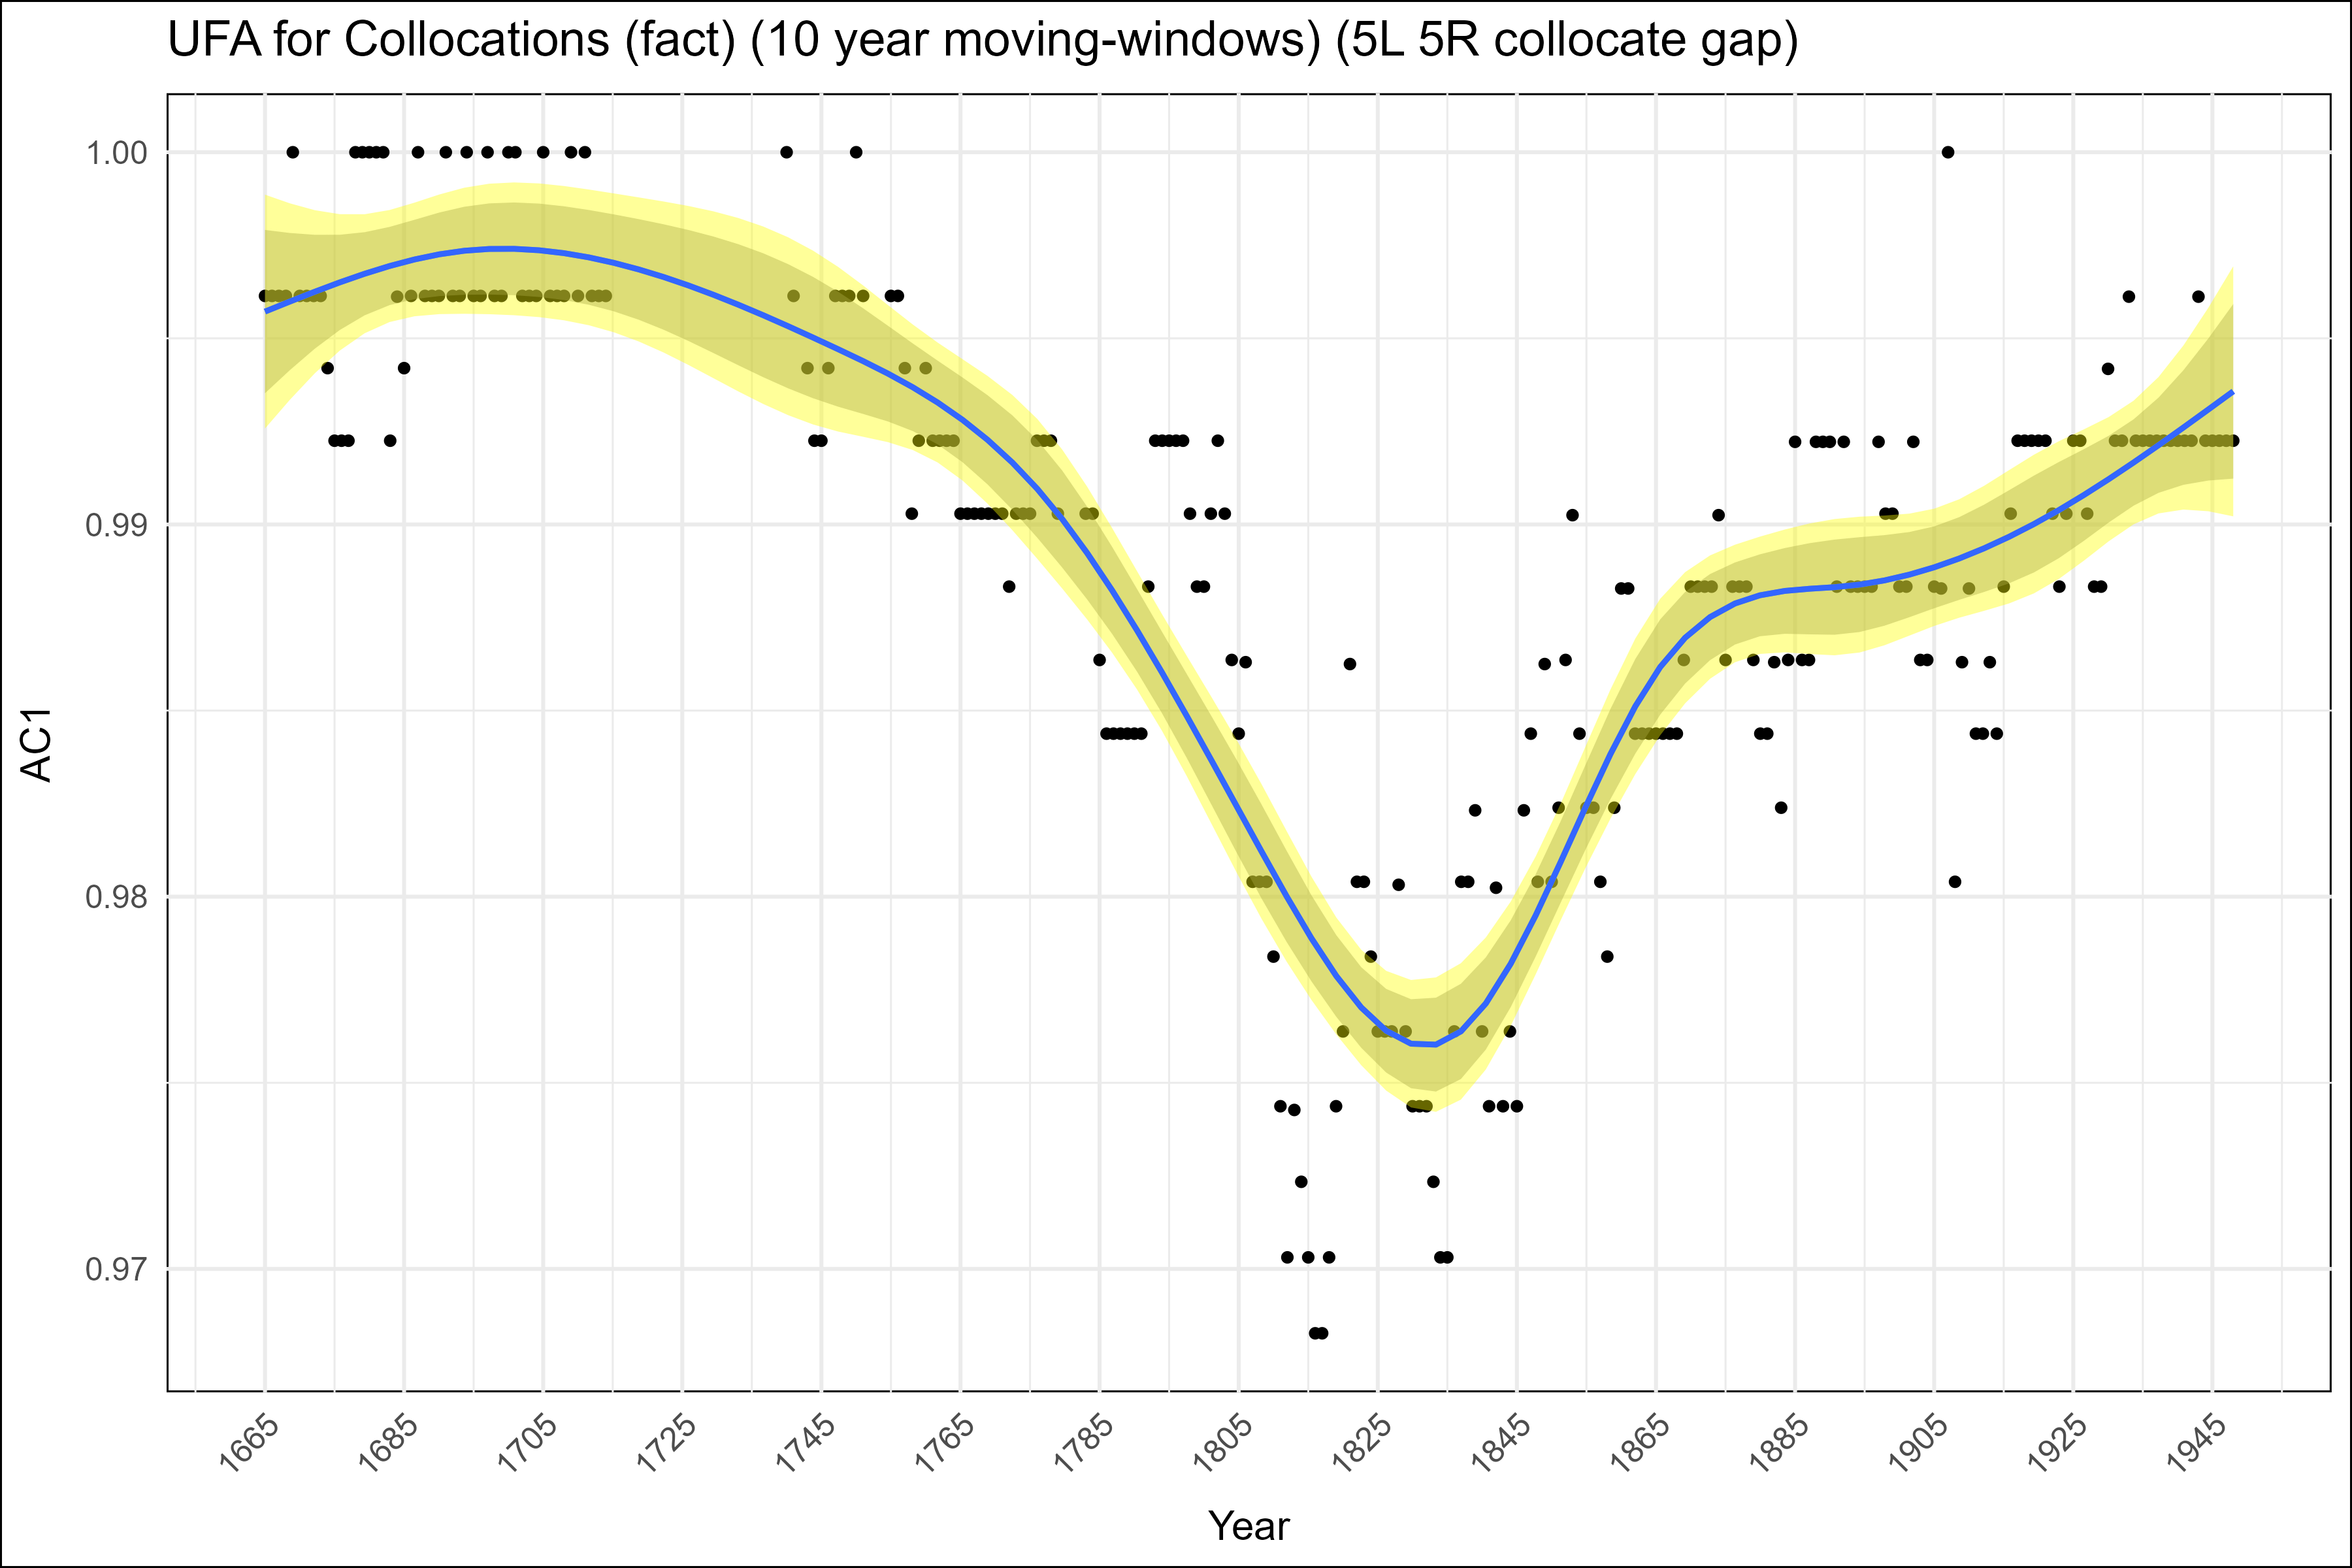 UFA for Collocations (fact) (10 year moving-windows) (5L 5R collocate gap)
1.00
0.99
0.98
0.97
AC1
1665 1685 1705 1725 1745 1765 1785 1805 1825 1845 1865 1885 1905 1925 1945
Year